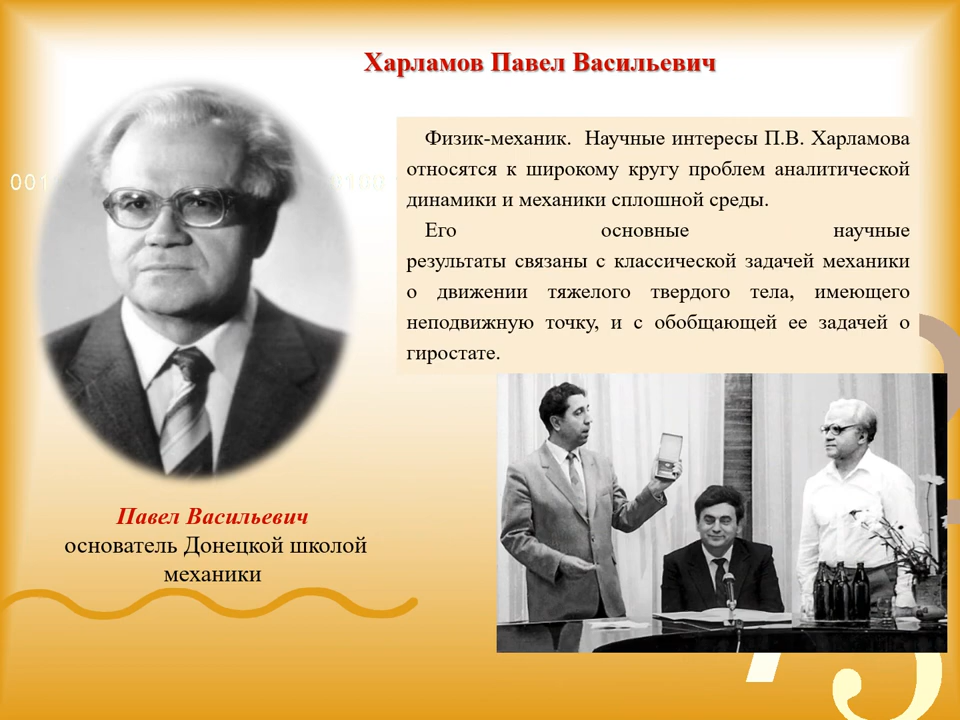 Харламов Павел Васильевич
Физик-механик. Научные интересы П.В. Харламова
относятся к широкому кругу проблем аналитической
динамики и механики сплошной среды.
Его основные научные
результаты связаны с классической задачей механики
о движении тяжелого твердого тела, имеющего
неподвижную точку, и с обобщающей ее задачей о
гиростате.
001
0100
Павел Васильевич
основатель Донецкой школой
механики